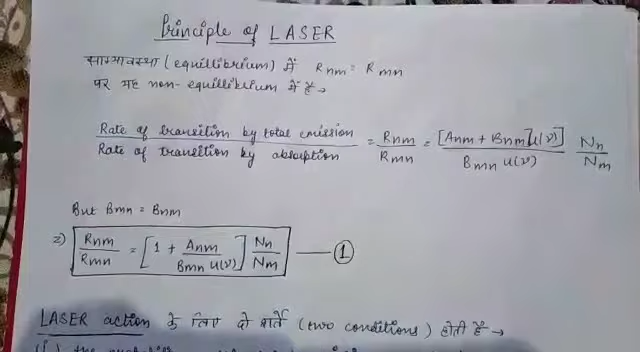 Principle of LASER
साम्यावस्था (equillibrium) में Rnm = Rmn
पर यह non-equillibrium में है →
Rate of transition by total emission / Rate of transition by absorption = Rnm / Rmn = [Anm + Bnm u(ν)] / Bmn u(ν) Nn / Nm
But Bmn = Bnm
⇒) Rnm / Rmn = [1 + Anm / Bmn u(ν)] Nn / Nm —— ①
LASER action के लिए दो शर्तें (two conditions) होती है →